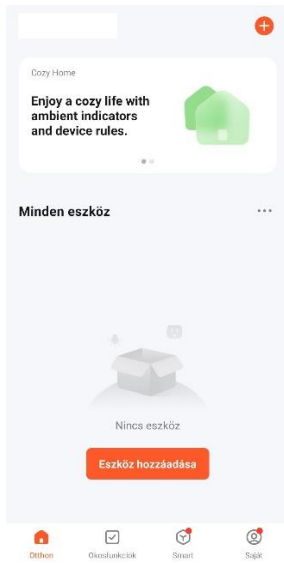 Cozy Home
Enjoy a cozy life with
ambient indicators
and device rules.
Minden eszköz
Nincs eszköz
Eszköz hozzáadása
Otthon
Okosfunkciók
Smart
Saját